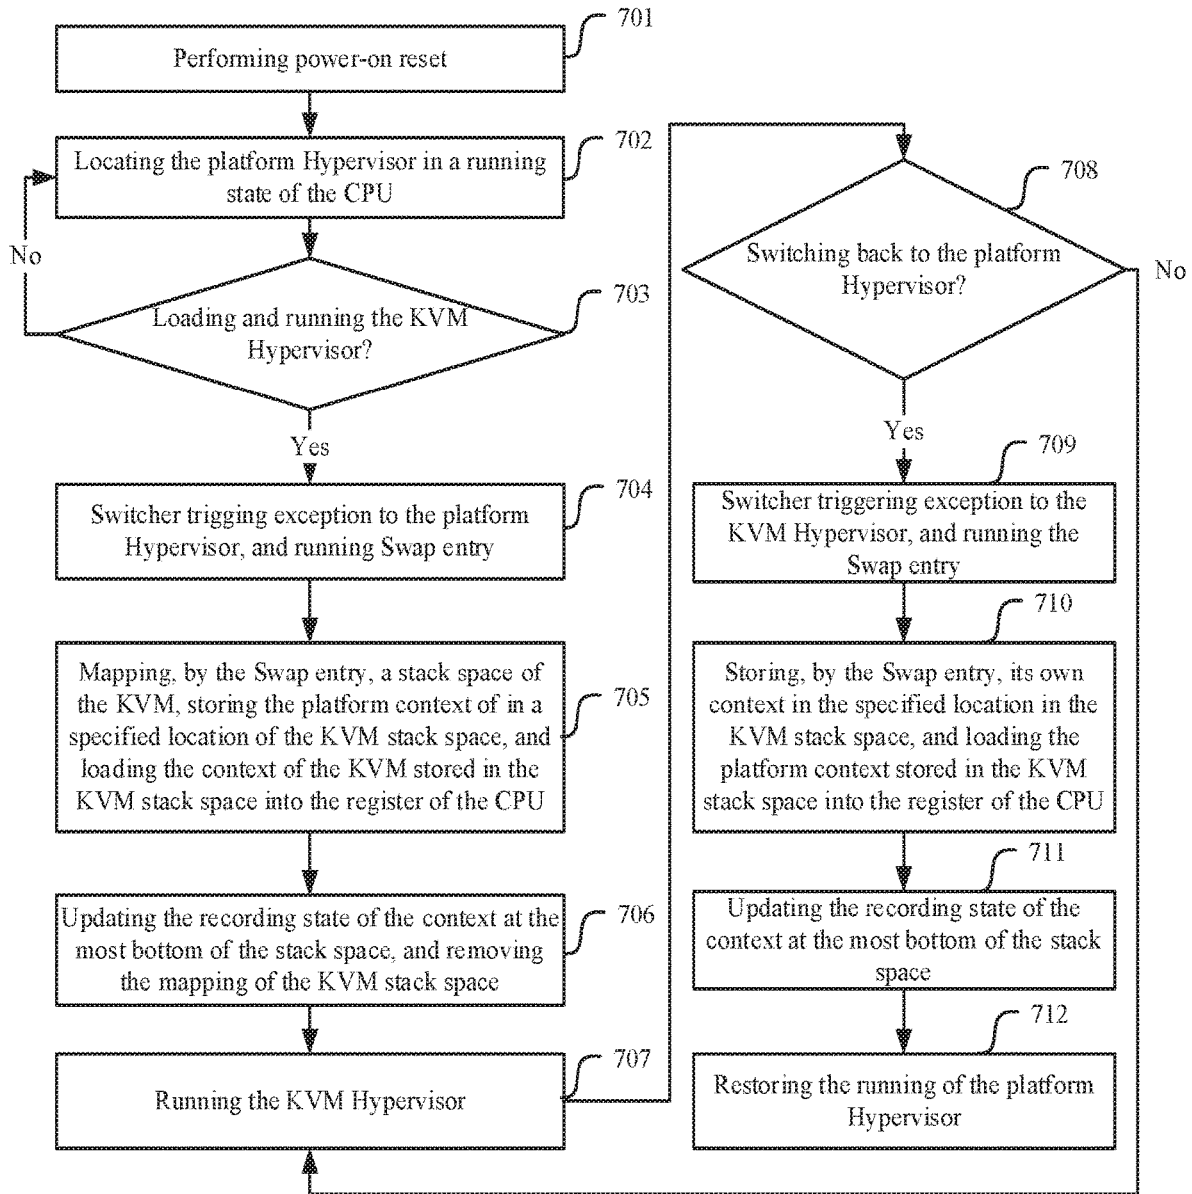 701
Performing power-on reset
702
Locating the platform Hypervisor in a running
state of the CPU
No
703
Loading and running the KVM
Hypervisor?
Yes
704
Switcher trigging exception to the platform
Hypervisor, and running Swap entry
705
Mapping, by the Swap entry, a stack space of
the KVM, storing the platform context of in a
specified location of the KVM stack space, and
loading the context of the KVM stored in the
KVM stack space into the register of the CPU
706
Updating the recording state of the context at the
most bottom of the stack space, and removing
the mapping of the KVM stack space
707
Running the KVM Hypervisor
708
Switching back to the platform
Hypervisor?
No
Yes
709
Switcher triggering exception to the
KVM Hypervisor, and running the
Swap entry
710
Storing, by the Swap entry, its own
context in the specified location in the
KVM stack space, and loading the
platform context stored in the KVM
stack space into the register of the CPU
711
Updating the recording state of the
context at the most bottom of the stack
space
712
Restoring the running of the platform
Hypervisor